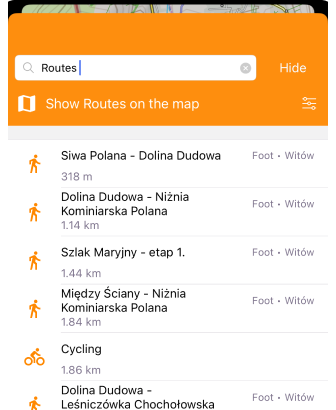 Routes
Hide
Show Routes on the map
Siwa Polana - Dolina Dudowa
Foot • Witów
318 m
Dolina Dudowa - Niżnia
Kominiarska Polana
Foot • Witów
1.14 km
Szlak Maryjny - etap 1.
Foot • Witów
1.44 km
Między Ściany - Niżnia
Kominiarska Polana
Foot • Witów
1.84 km
Cycling
1.86 km
Dolina Dudowa -
Leśniczówka Chochołowska
Foot • Witów